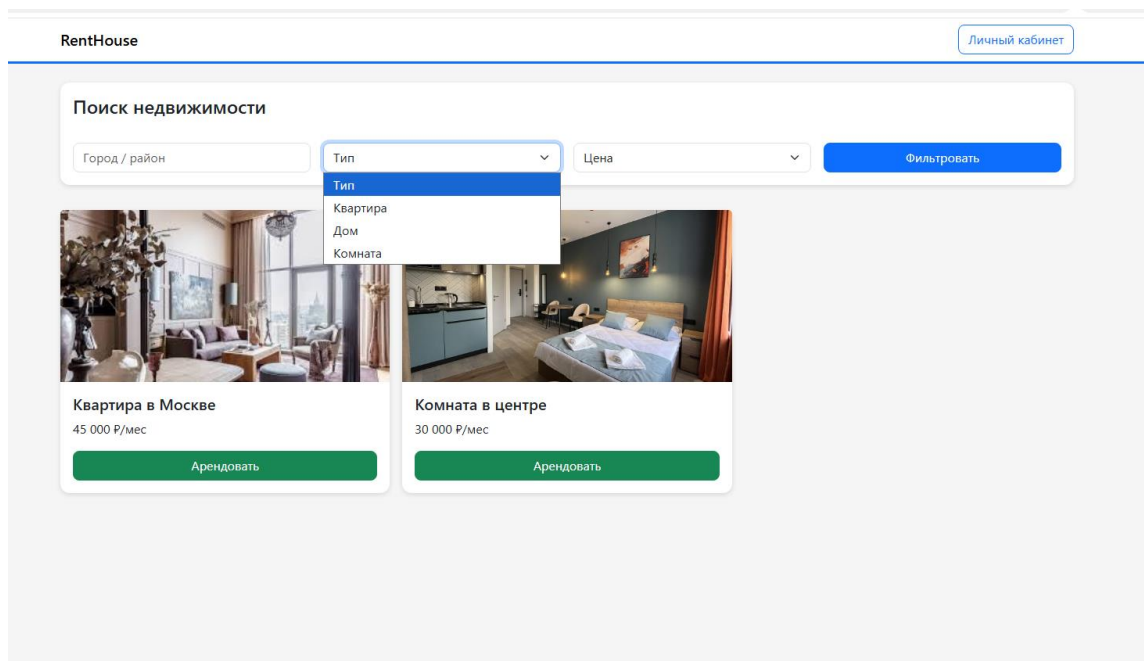 RentHouse
Личный кабинет
Поиск недвижимости
Город / район
Тип
Цена
Фильтровать
Тип
Квартира
Дом
Комната
Квартира в Москве
45 000 ₽/мес
Арендовать
Комната в центре
30 000 ₽/мес
Арендовать